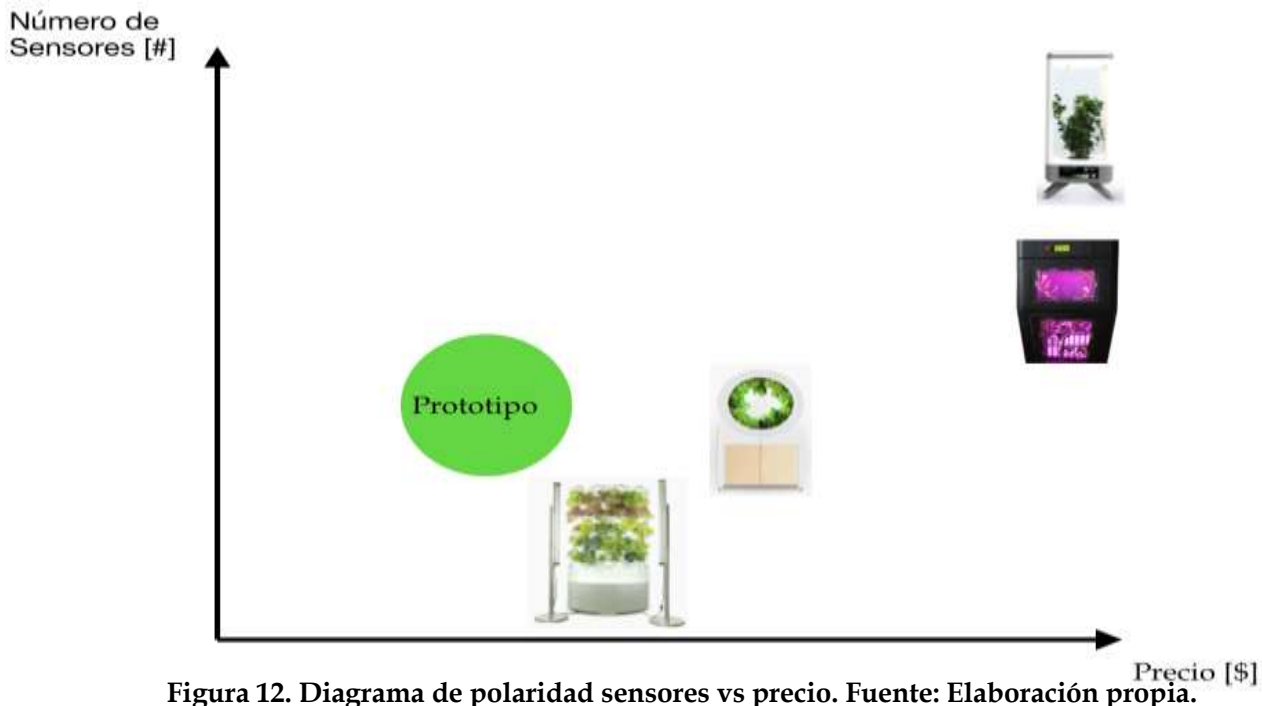 Número de
Sensores [#]
Prototipo
Precio [$]
Figura 12. Diagrama de polaridad sensores vs precio. Fuente: Elaboración propia.